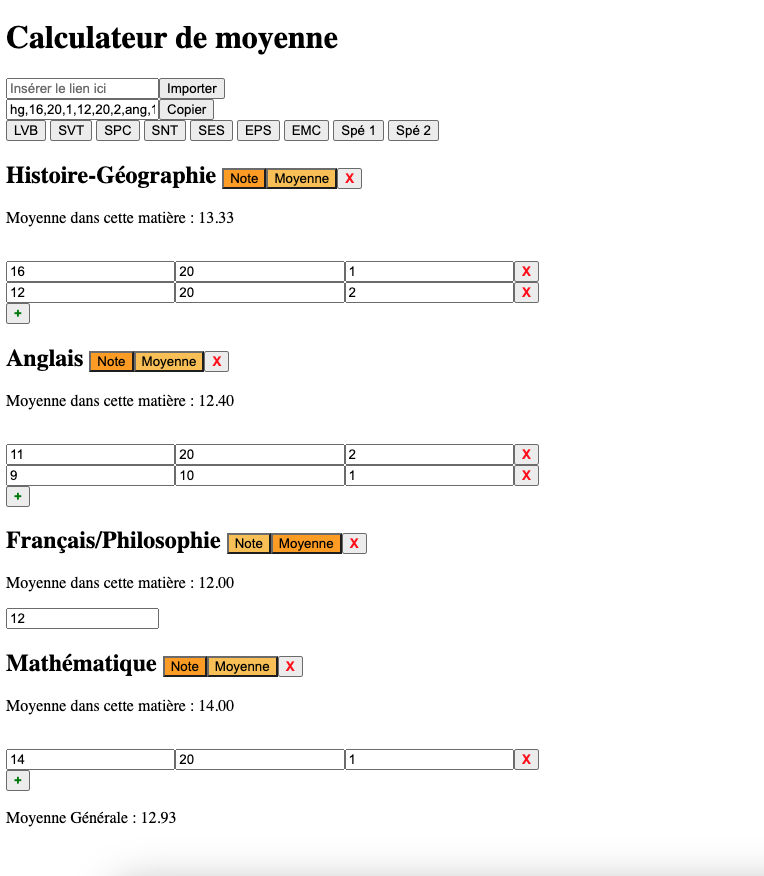 Calculateur de moyenne
Insérer le lien ici Importer
hg,16,20,1,12,20,2,ang,1 Copier
LVB SVT SPC SNT SES EPS EMC Spé 1 Spé 2
Histoire-Géographie Note Moyenne X
Moyenne dans cette matière : 13.33
16 20 1 X
12 20 2 X
+
Anglais Note Moyenne X
Moyenne dans cette matière : 12.40
11 20 2 X
9 10 1 X
+
Français/Philosophie Note Moyenne X
Moyenne dans cette matière : 12.00
12
Mathématique Note Moyenne X
Moyenne dans cette matière : 14.00
14 20 1 X
+
Moyenne Générale : 12.93